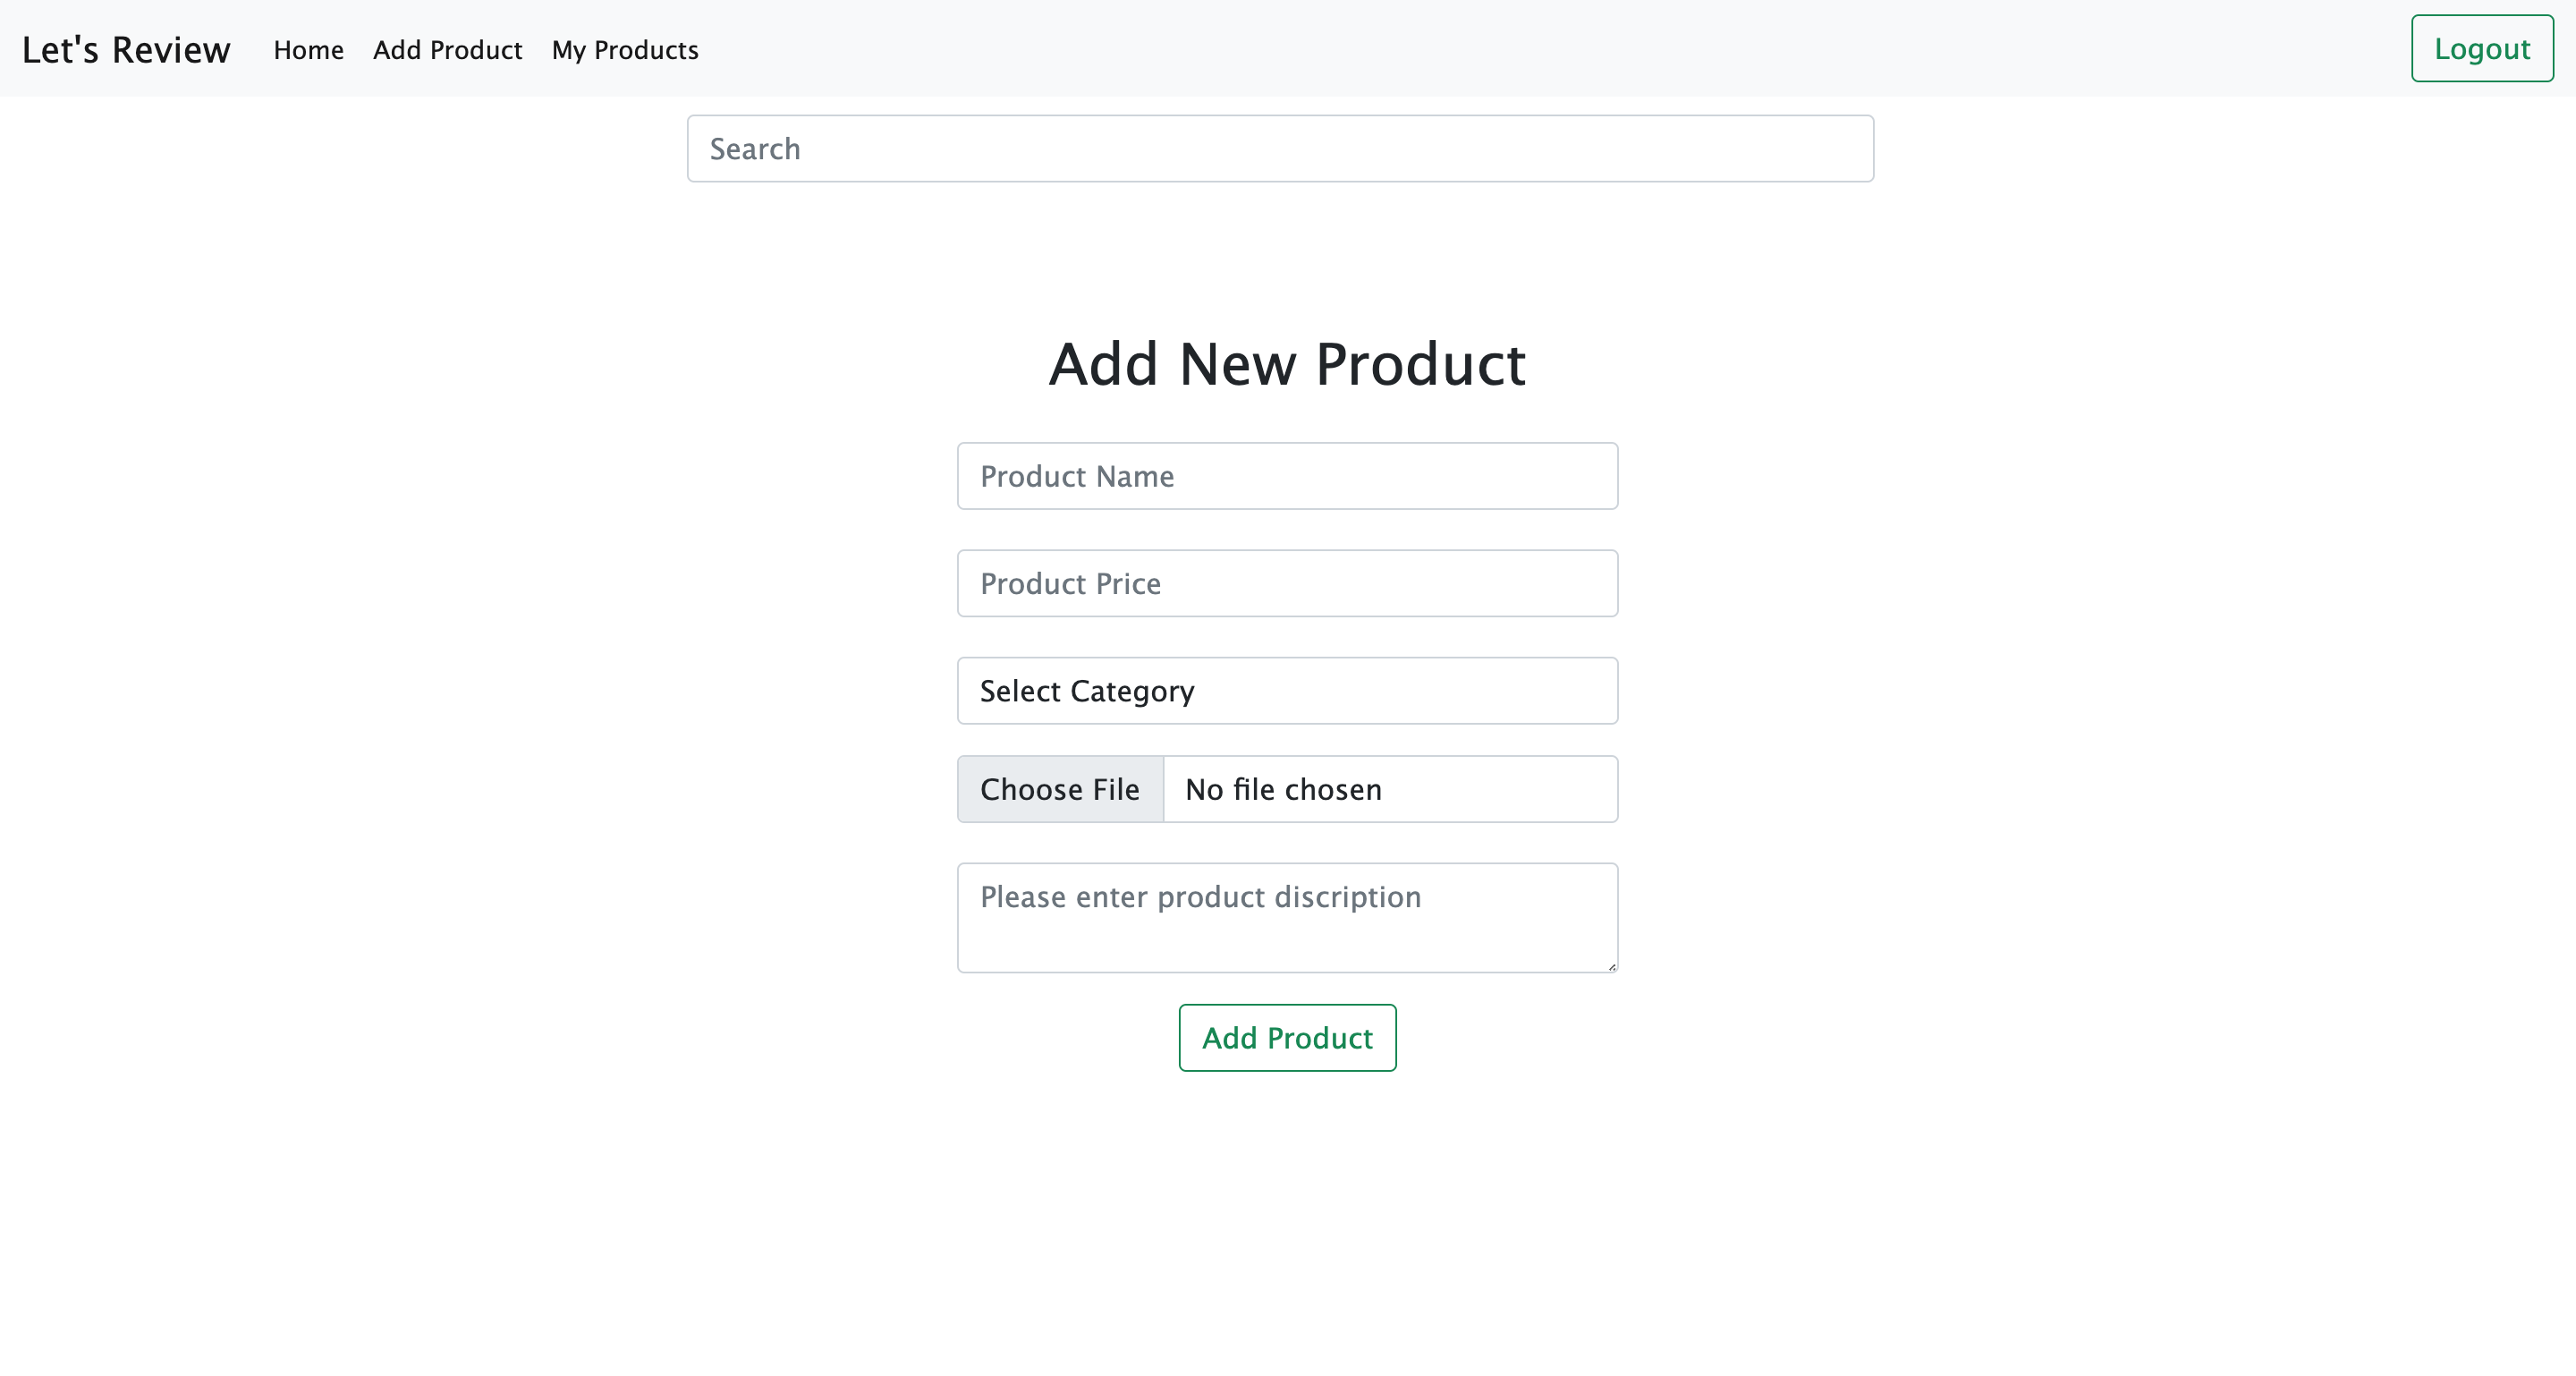 Let's Review Home Add Product My Products Logout
Search
Add New Product
Product Name
Product Price
Select Category
Choose File No file chosen
Please enter product discription
Add Product